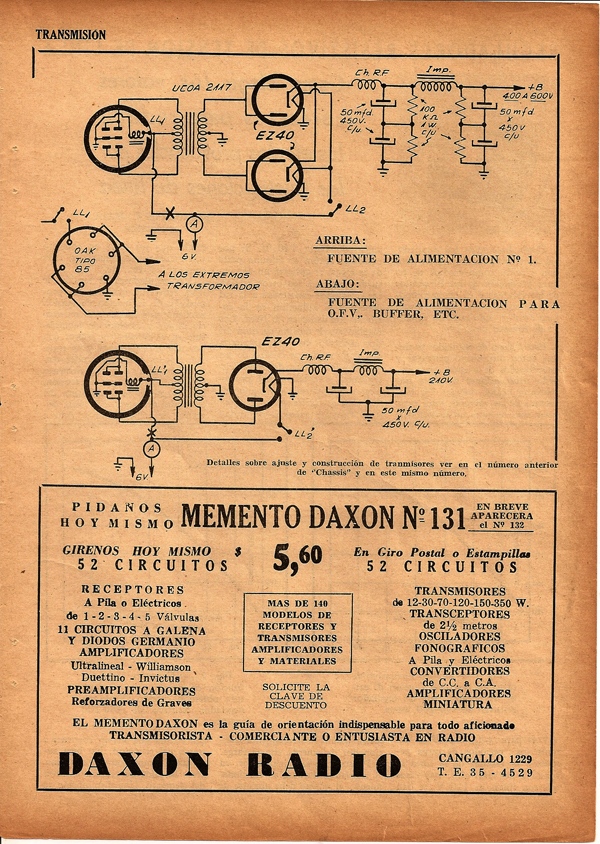 TRANSMISION
UCOA 2117
Ch. RF
Imp.
+B
400 A 600V
LL1
EZ40
50 mfd
450V.
c/u
100
KΩ
1 W.
c/u
50 mfd
x
450 V.
c/u
LL2
A
6V.
LL1
OAK
TIPO
85
A LOS EXTREMOS
TRANSFORMADOR
ARRIBA:
FUENTE DE ALIMENTACION Nº 1.
ABAJO:
FUENTE DE ALIMENTACION PARA
O.F.V., BUFFER, ETC.
EZ40
Ch. RF
Imp.
+B
210V.
LL1'
50 mfd
x
450V. c/u.
LL2'
A
6V.
Detalles sobre ajuste y construcción de tranmisores ver en el número anterior
de "Chassis" y en este mismo número.
PIDANOS
HOY MISMO
MEMENTO DAXON Nº 131
EN BREVE
APARECERA
el Nº 132
GIRENOS HOY MISMO
52 CIRCUITOS
$ 5,60
En Giro Postal o Estampillas
52 CIRCUITOS
RECEPTORES
A Pila o Eléctricos
de 1 - 2 - 3 - 4 - 5 Válvulas
11 CIRCUITOS A GALENA
Y DIODOS GERMANIO
AMPLIFICADORES
Ultralineal - Williamson
Duettino - Invictus
PREAMPLIFICADORES
Reforzadores de Graves
MAS DE 140
MODELOS DE
RECEPTORES Y
TRANSMISORES
AMPLIFICADORES
Y MATERIALES
SOLICITE LA
CLAVE DE
DESCUENTO
TRANSMISORES
de 12-30-70-120-150-350 W.
TRANSCEPTORES
de 2½ metros
OSCILADORES
FONOGRAFICOS
A Pila y Eléctricos
CONVERTIDORES
de C.C. a C.A.
AMPLIFICADORES
MINIATURA
EL MEMENTO DAXON es la guía de orientación indispensable para todo aficionado
TRANSMISORISTA - COMERCIANTE O ENTUSIASTA EN RADIO
DAXON RADIO
CANGALLO 1229
T. E. 35 - 4529